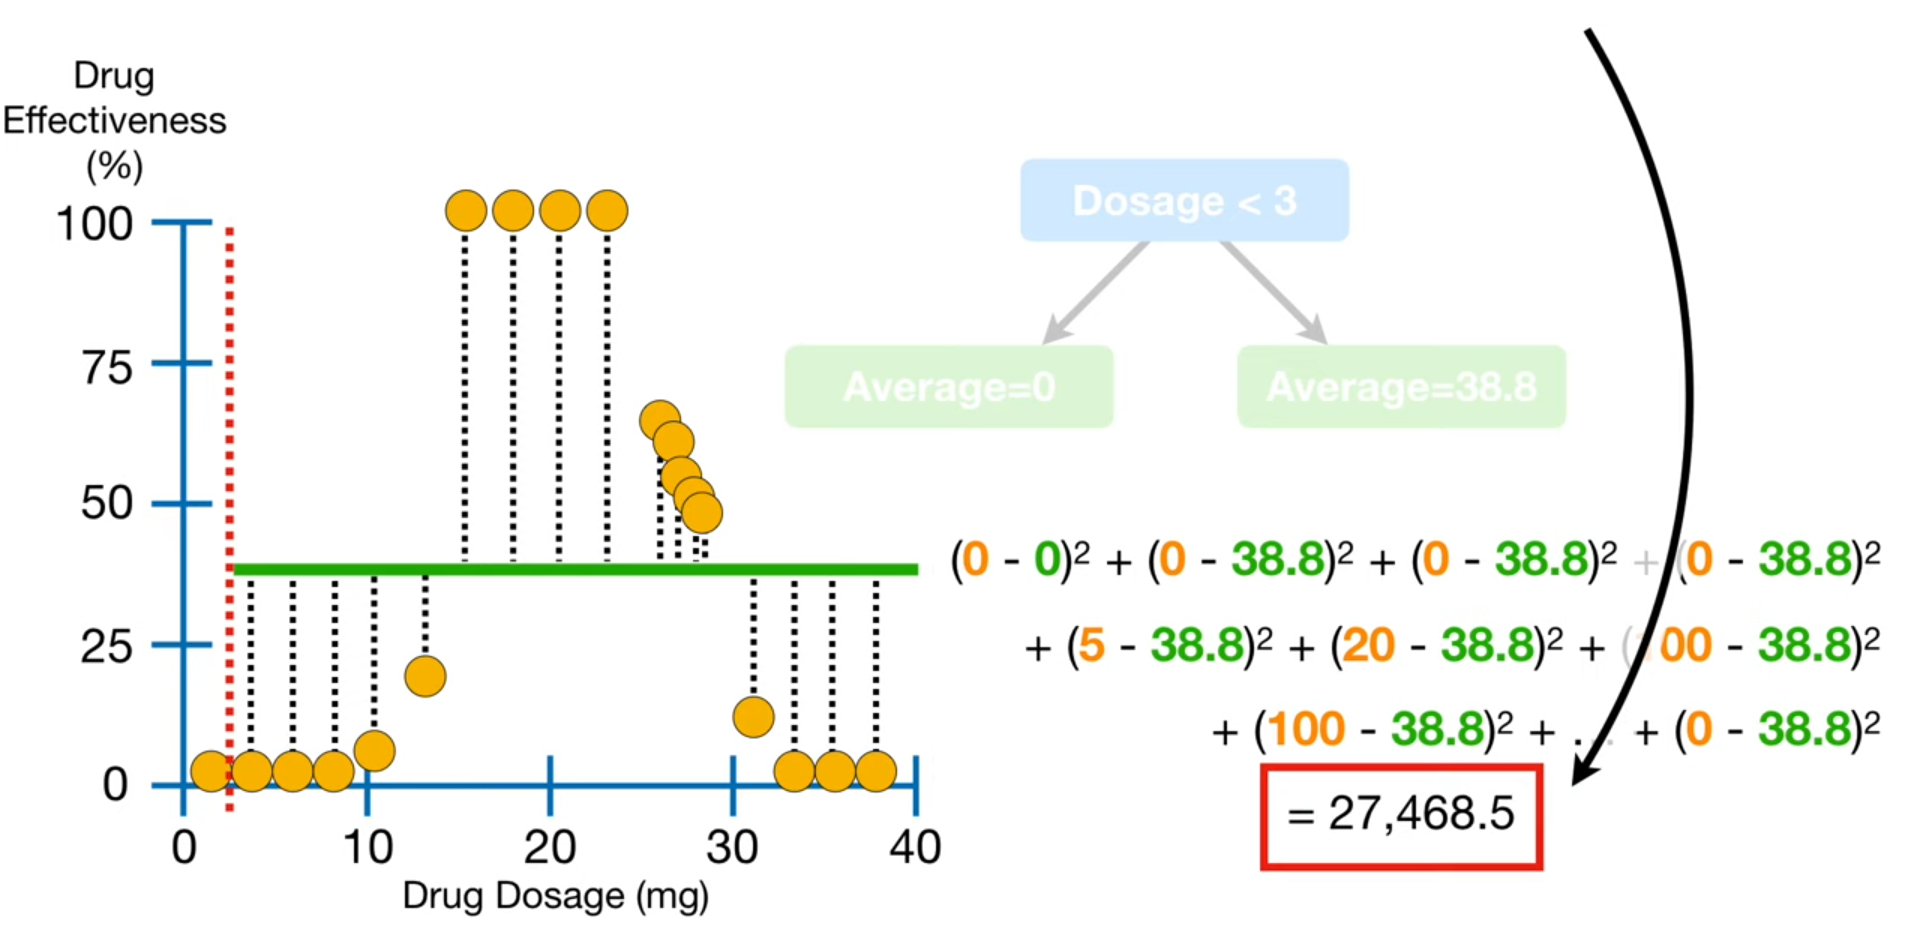 Drug
Effectiveness
(%)
100
75
50
25
0
0 10 20 30 40
Drug Dosage (mg)
Dosage < 3
Average=0
Average=38.8
(0 - 0)² + (0 - 38.8)² + (0 - 38.8)² + (0 - 38.8)²
+ (5 - 38.8)² + (20 - 38.8)² + (100 - 38.8)²
+ (100 - 38.8)² + ... + (0 - 38.8)²
= 27,468.5